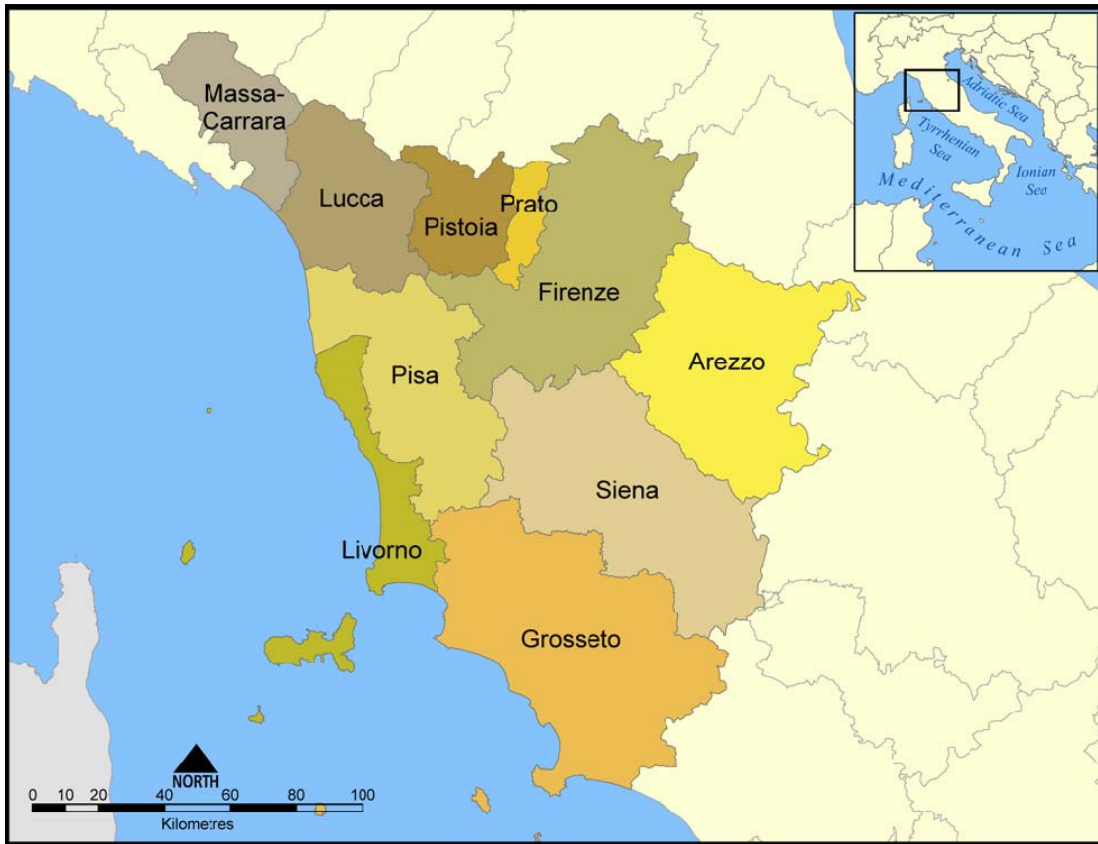 Massa-
Carrara
Lucca
Pistoia
Prato
Firenze
Arezzo
Pisa
Siena
Livorno
Grosseto
Adriatic Sea
Tyrrhenian
Sea
Ionian
Sea
Mediterranean Sea
NORTH
0 10 20 40 60 80 100
Kilometres